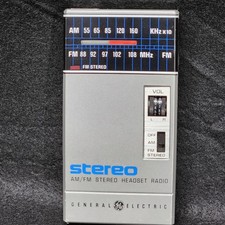 AM 55 65 85 120 160 KHz x10
FM 88 92 97 102 108 MHz FM
FM STEREO
VOL
L R
OFF
AM
FM
STEREO
stereo
AM/FM STEREO HEADSET RADIO
GENERAL GE ELECTRIC